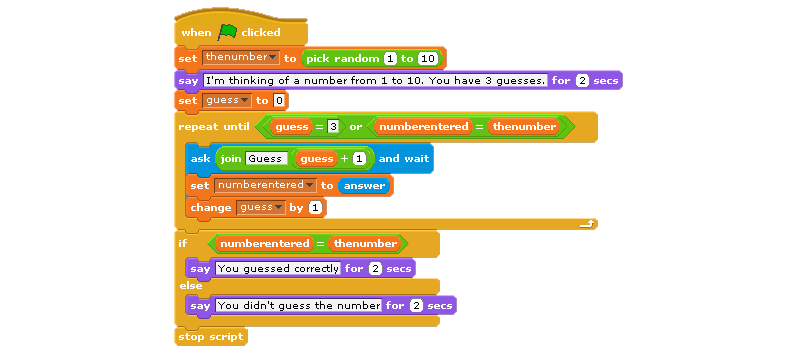 when clicked
set thenumber to pick random 1 to 10
say I'm thinking of a number from 1 to 10. You have 3 guesses. for 2 secs
set guess to 0
repeat until guess = 3 or numberentered = thenumber
ask join Guess guess + 1 and wait
set numberentered to answer
change guess by 1
if numberentered = thenumber
say You guessed correctly for 2 secs
else
say You didn't guess the number for 2 secs
stop script